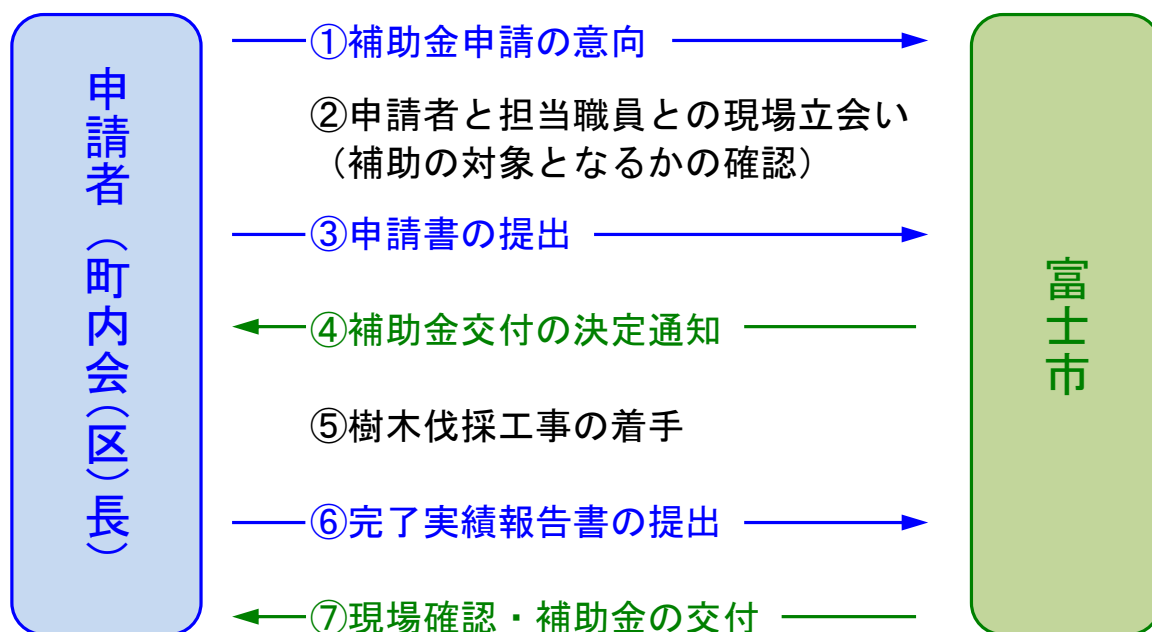 申請者（町内会（区）長）
①補助金申請の意向
②申請者と担当職員との現場立会い
（補助の対象となるかの確認）
③申請書の提出
④補助金交付の決定通知
⑤樹木伐採工事の着手
⑥完了実績報告書の提出
⑦現場確認・補助金の交付
富士市